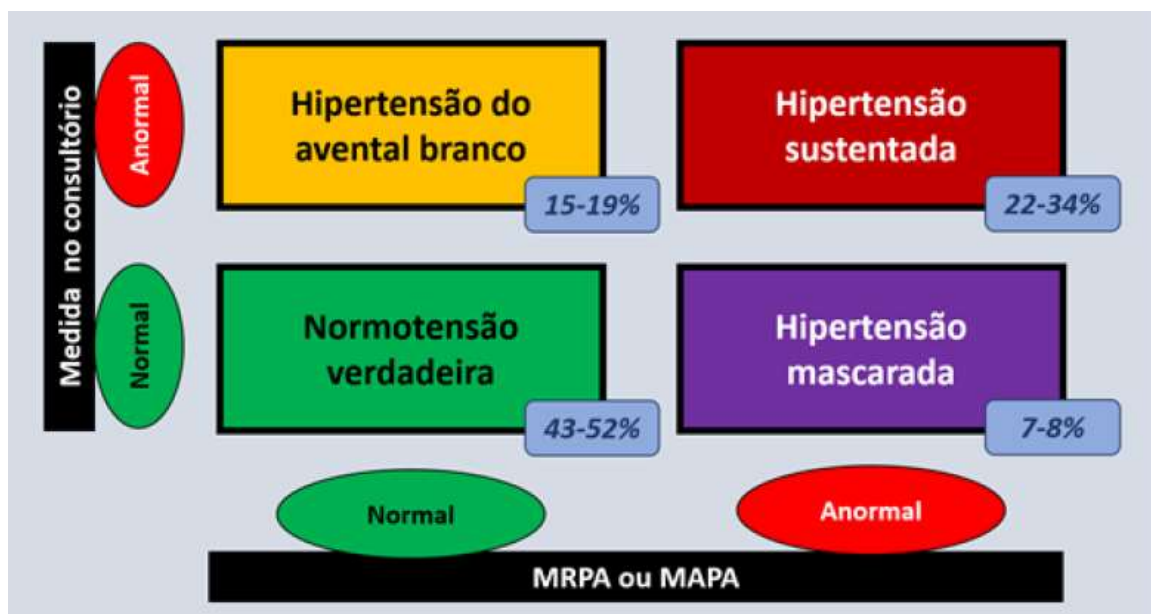 Medida no consultório
Anormal
Hipertensão do
avental branco
15-19%
Hipertensão
sustentada
22-34%
Normal
Normotensão
verdadeira
43-52%
Hipertensão
mascarada
7-8%
Normal
Anormal
MRPA ou MAPA